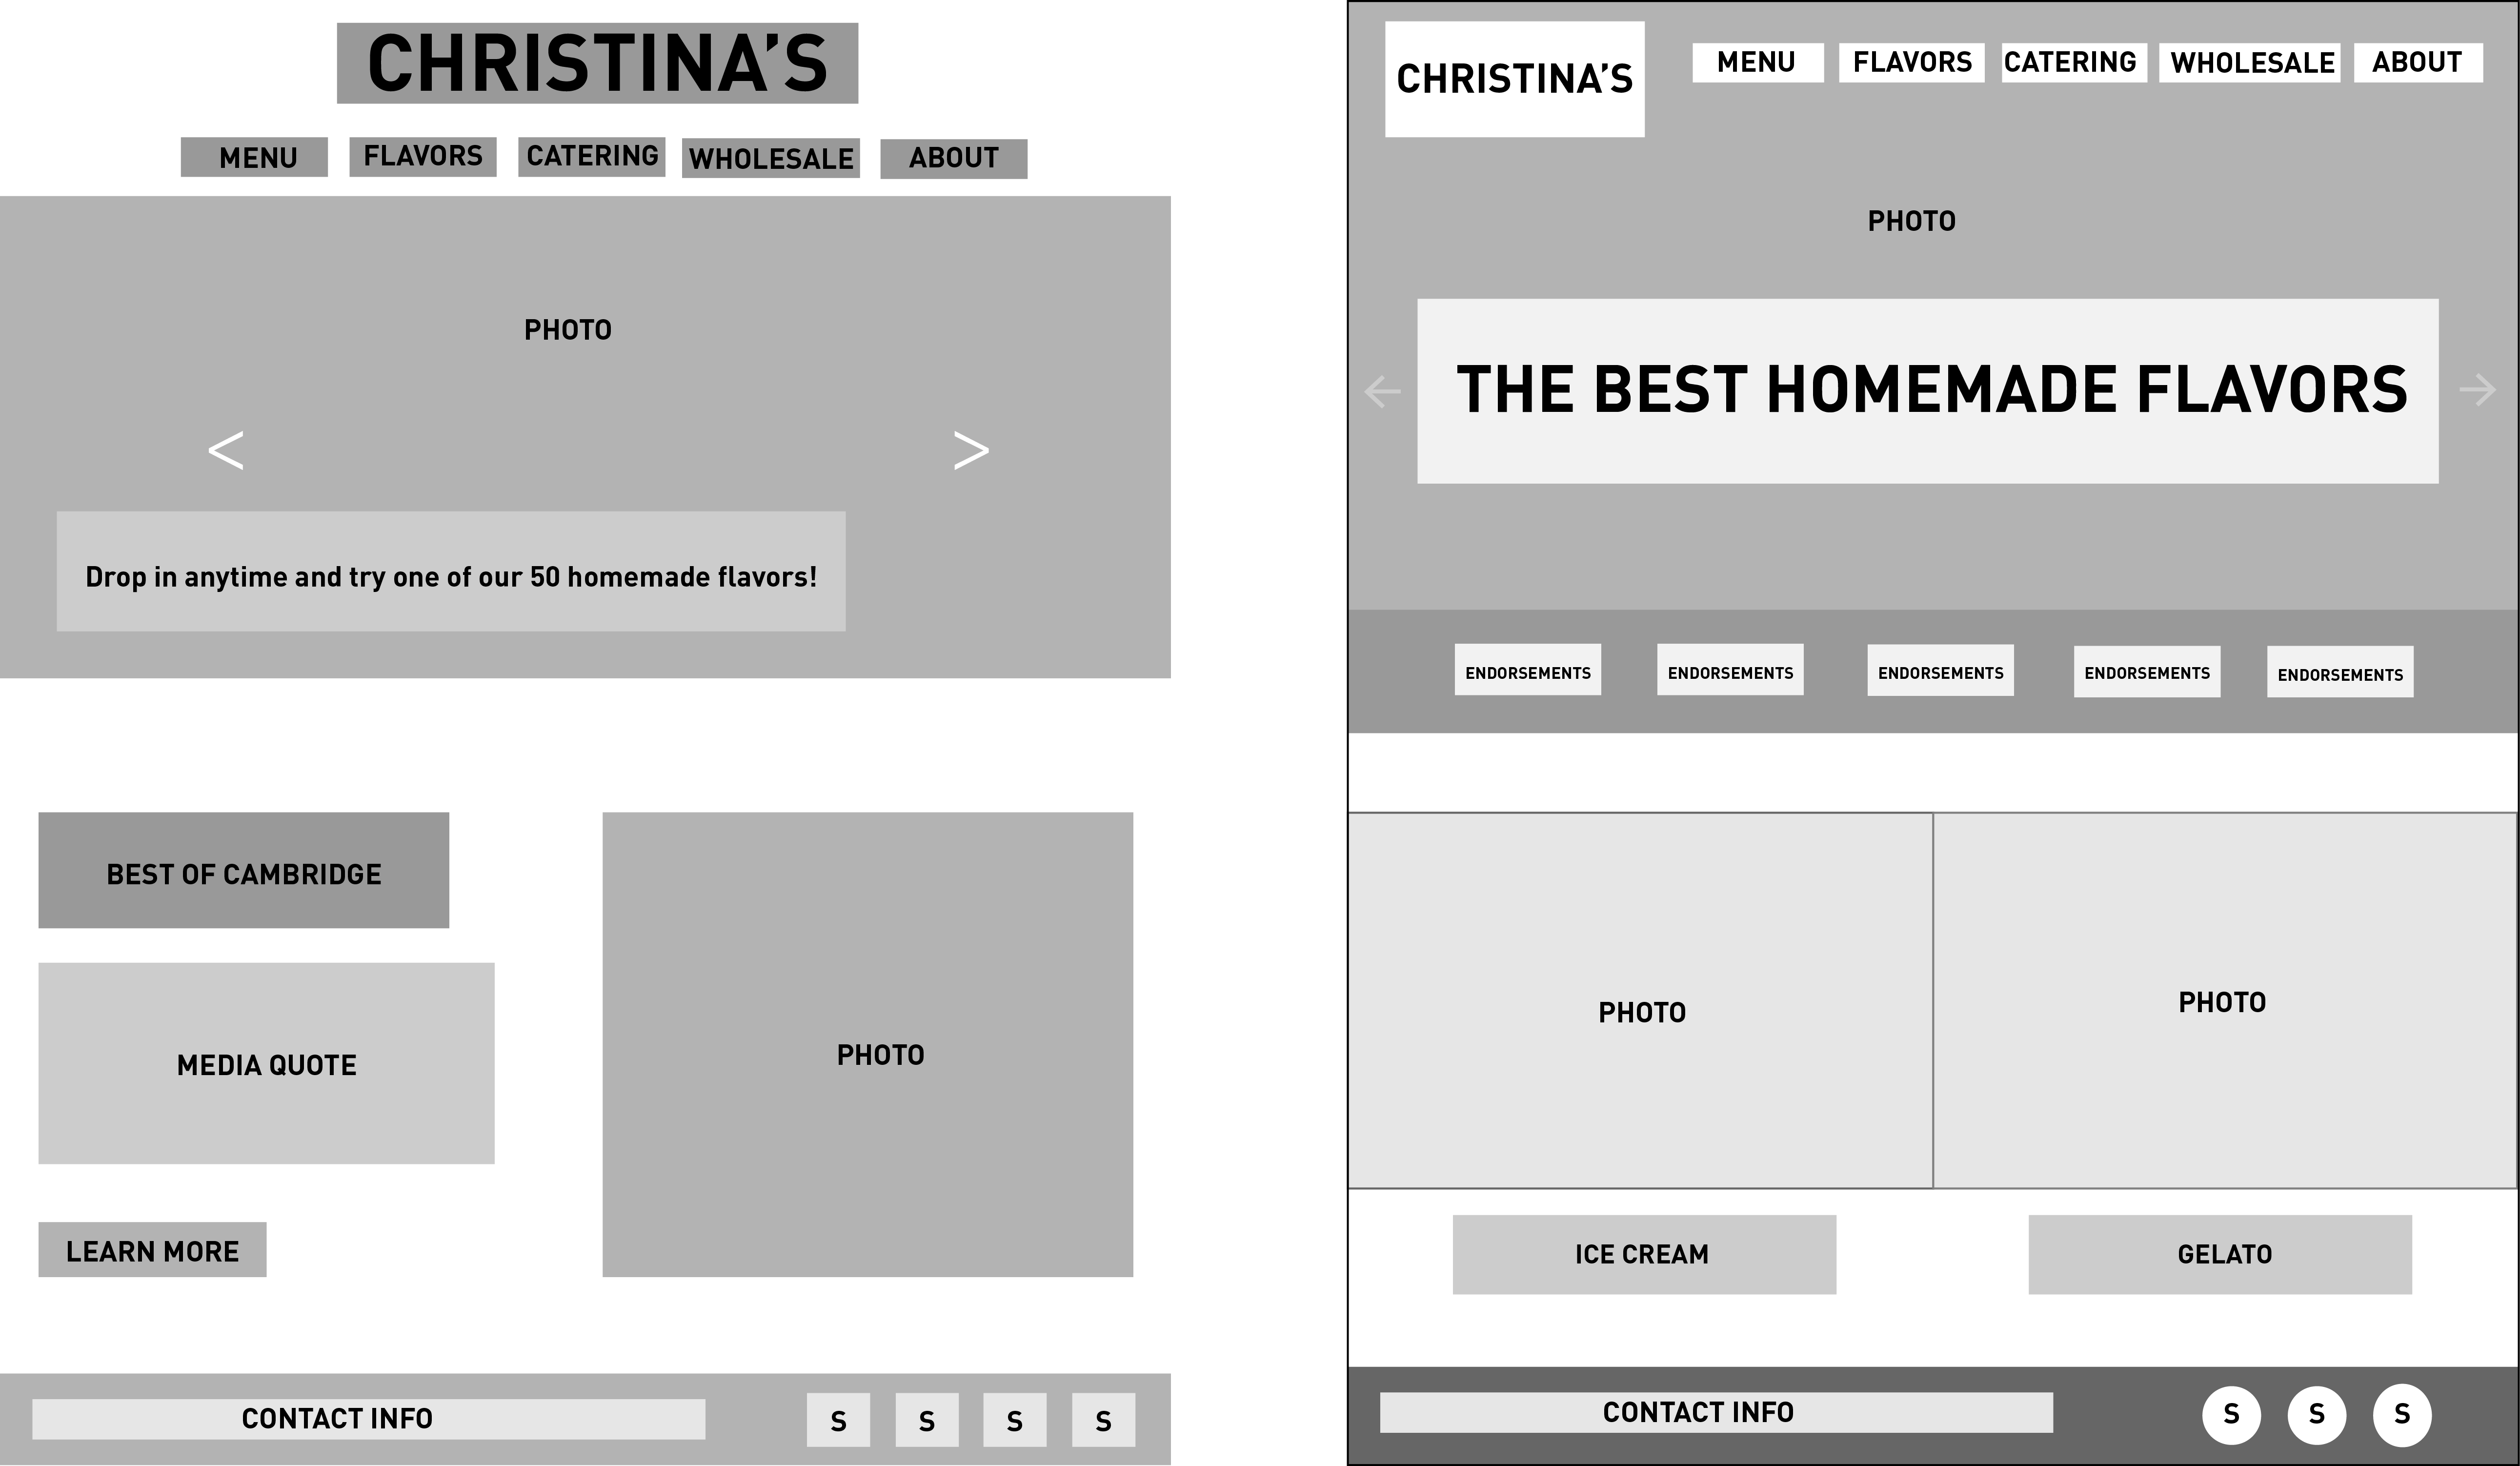 CHRISTINA’S
MENU FLAVORS CATERING WHOLESALE ABOUT
PHOTO
< >
Drop in anytime and try one of our 50 homemade flavors!
BEST OF CAMBRIDGE
MEDIA QUOTE
PHOTO
LEARN MORE
CONTACT INFO S S S S
CHRISTINA’S
MENU FLAVORS CATERING WHOLESALE ABOUT
PHOTO
THE BEST HOMEMADE FLAVORS
ENDORSEMENTS ENDORSEMENTS ENDORSEMENTS ENDORSEMENTS ENDORSEMENTS
PHOTO PHOTO
ICE CREAM GELATO
CONTACT INFO S S S